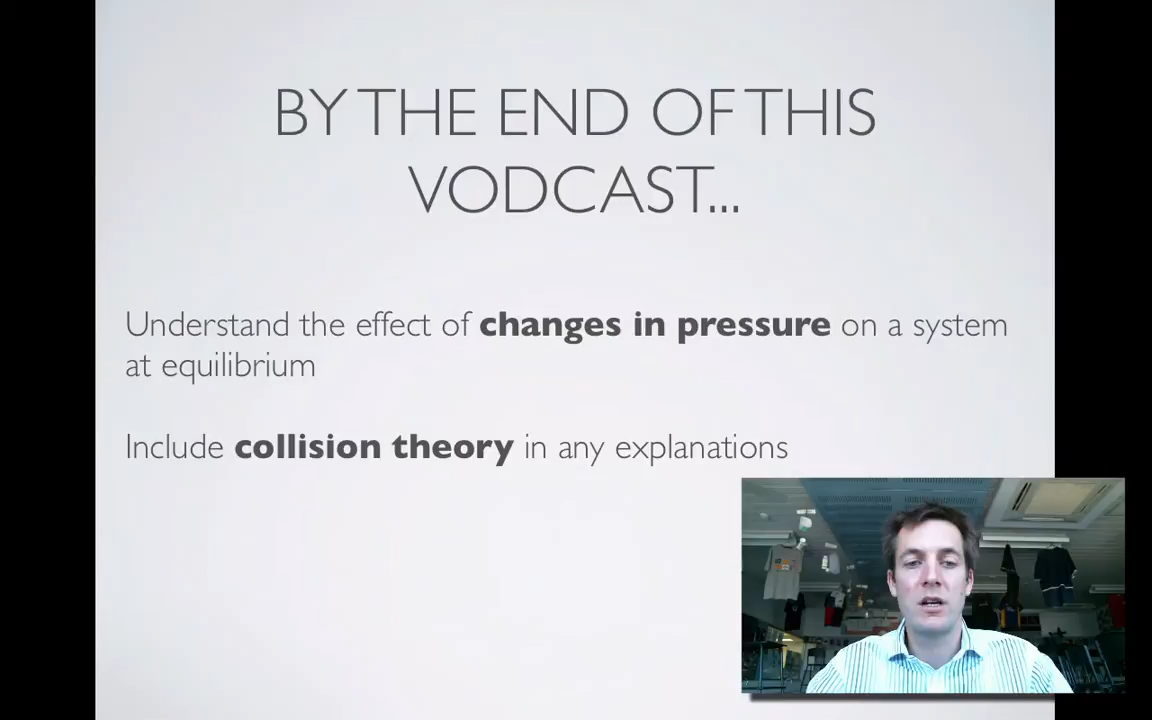 BY THE END OF THIS
VODCAST...
Understand the effect of changes in pressure on a system
at equilibrium
Include collision theory in any explanations